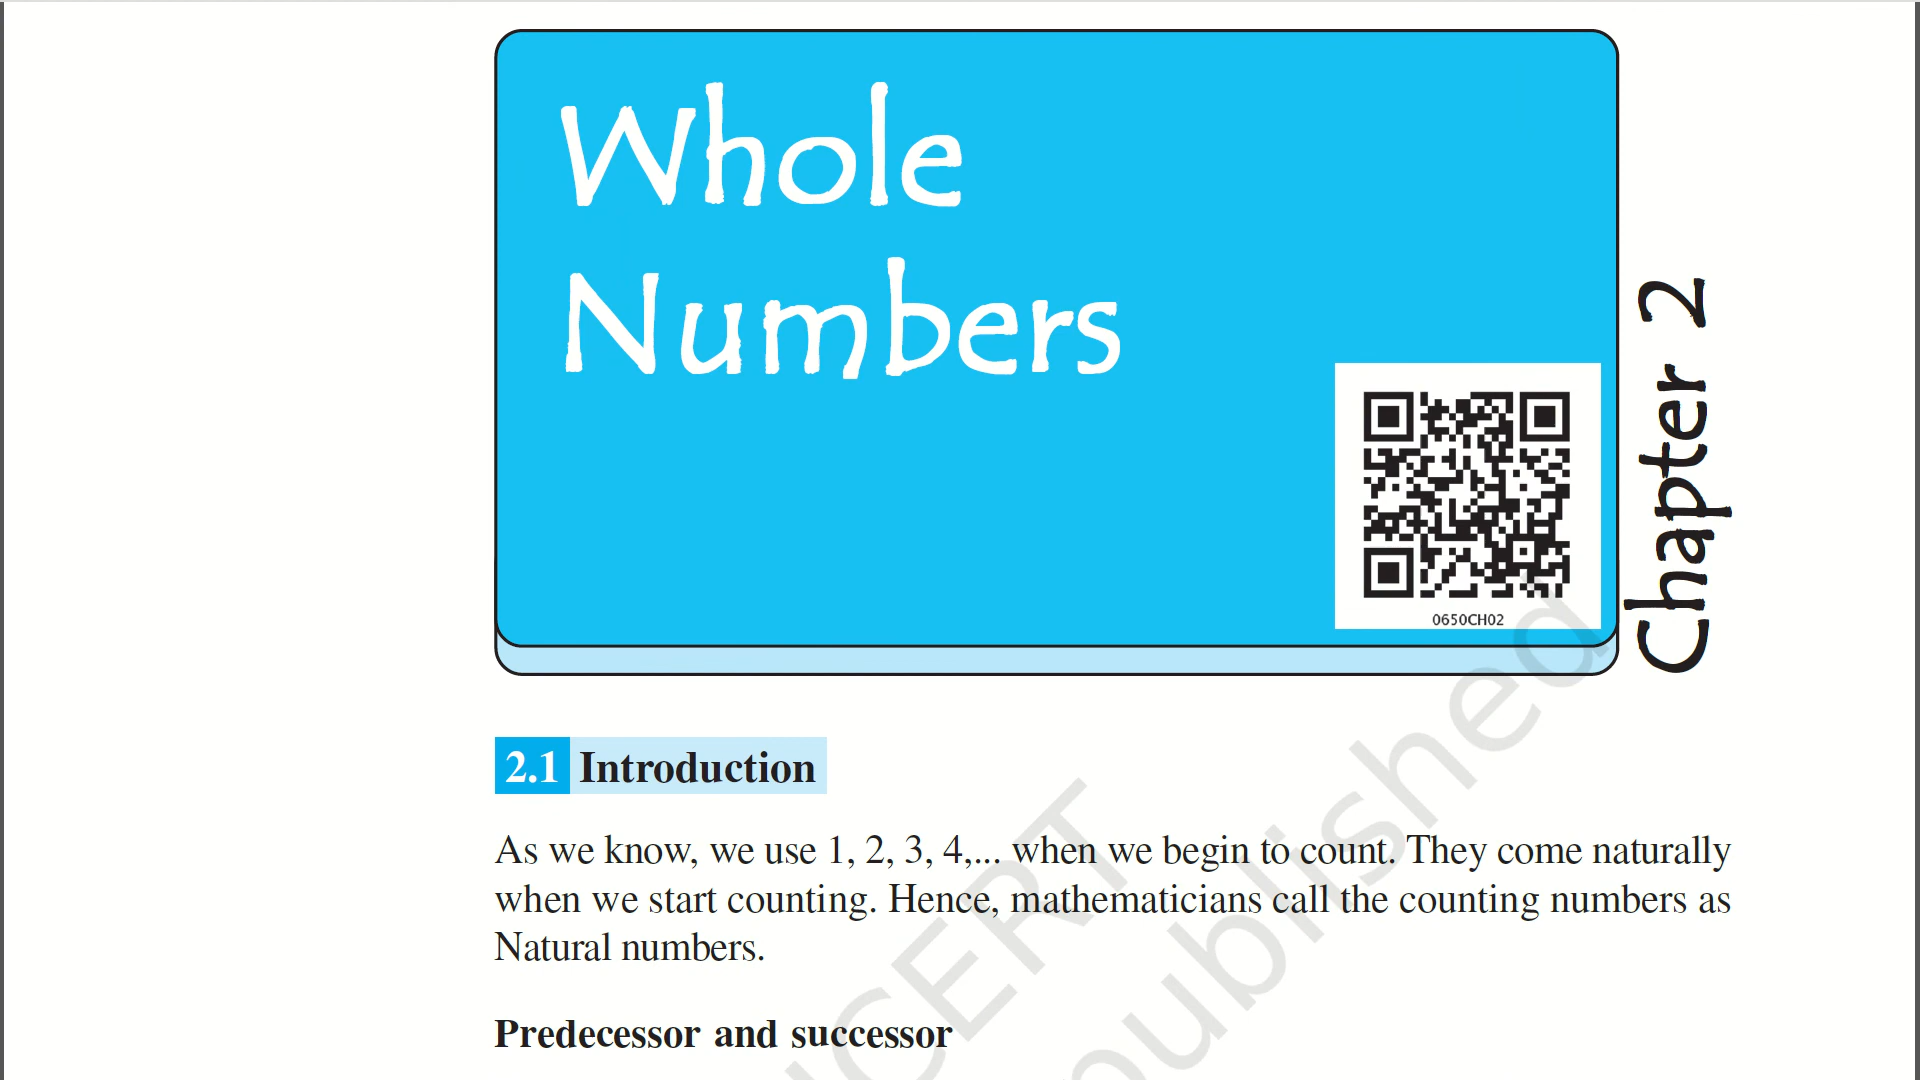 Whole
Numbers
0650CH02
Chapter 2
2.1 Introduction
As we know, we use 1, 2, 3, 4,... when we begin to count. They come naturally
when we start counting. Hence, mathematicians call the counting numbers as
Natural numbers.
Predecessor and successor
NCERT
published